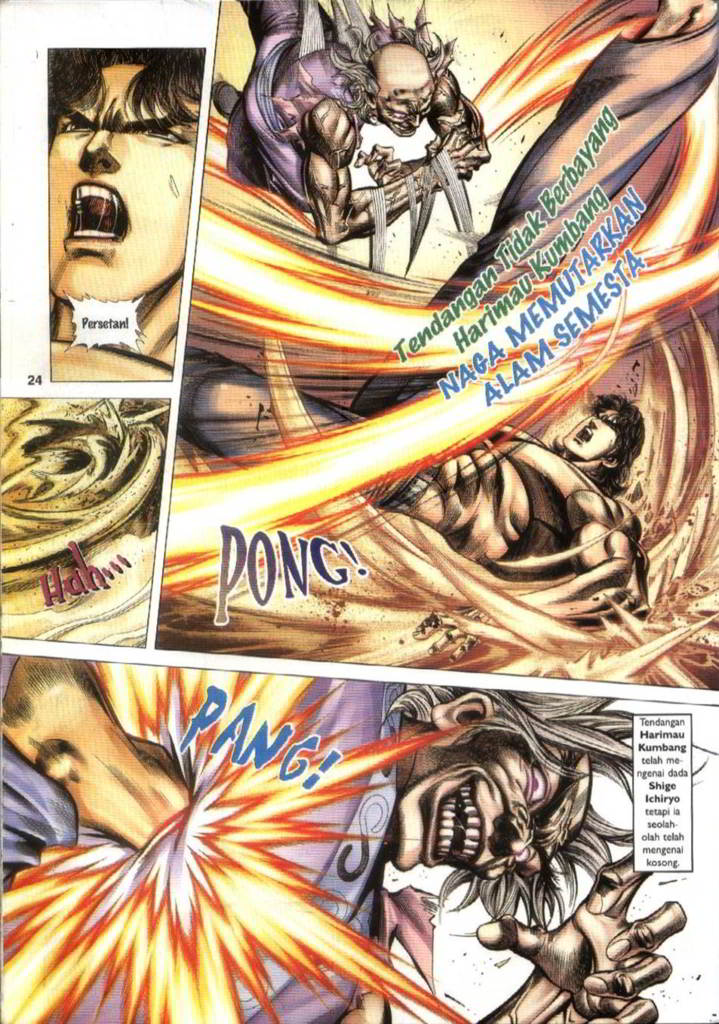 Persetan!
24
Tendangan Tidak Berbayang
Harimau Kumbang
NAGA MEMUTARKAN
ALAM SEMESTA
Hah...
PONG!
PANG!
Tendangan
Harimau
Kumbang
telah me-
ngenai dada
Shige
Ichiryo
tetapi ia
seolah-
olah telah
mengenai
kosong.